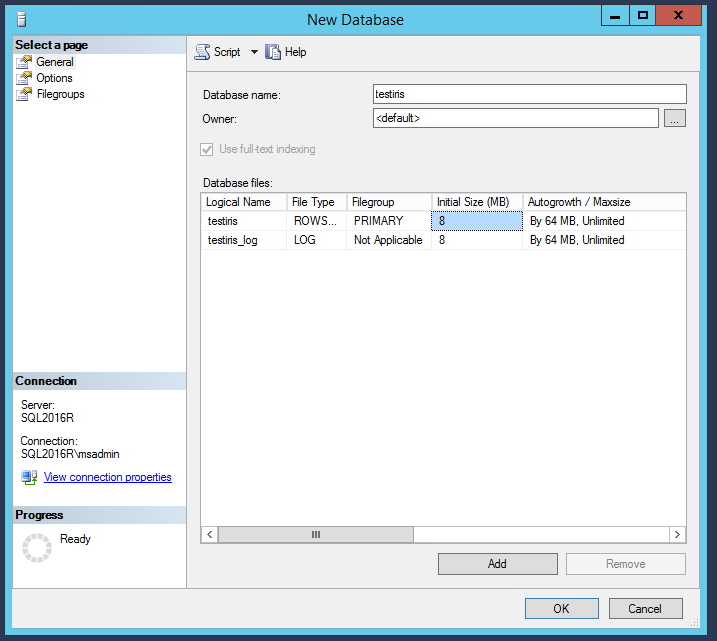 New Database
Select a page
General
Options
Filegroups
Script
Help
Database name: testiris
Owner: <default> ...
Use full-text indexing
Database files:
Logical Name File Type Filegroup Initial Size (MB) Autogrowth / Maxsize
testiris ROWS... PRIMARY 8 By 64 MB, Unlimited
testiris_log LOG Not Applicable 8 By 64 MB, Unlimited
Connection
Server:
SQL2016R
Connection:
SQL2016R\msadmin
View connection properties
Progress
Ready
Add Remove
OK Cancel